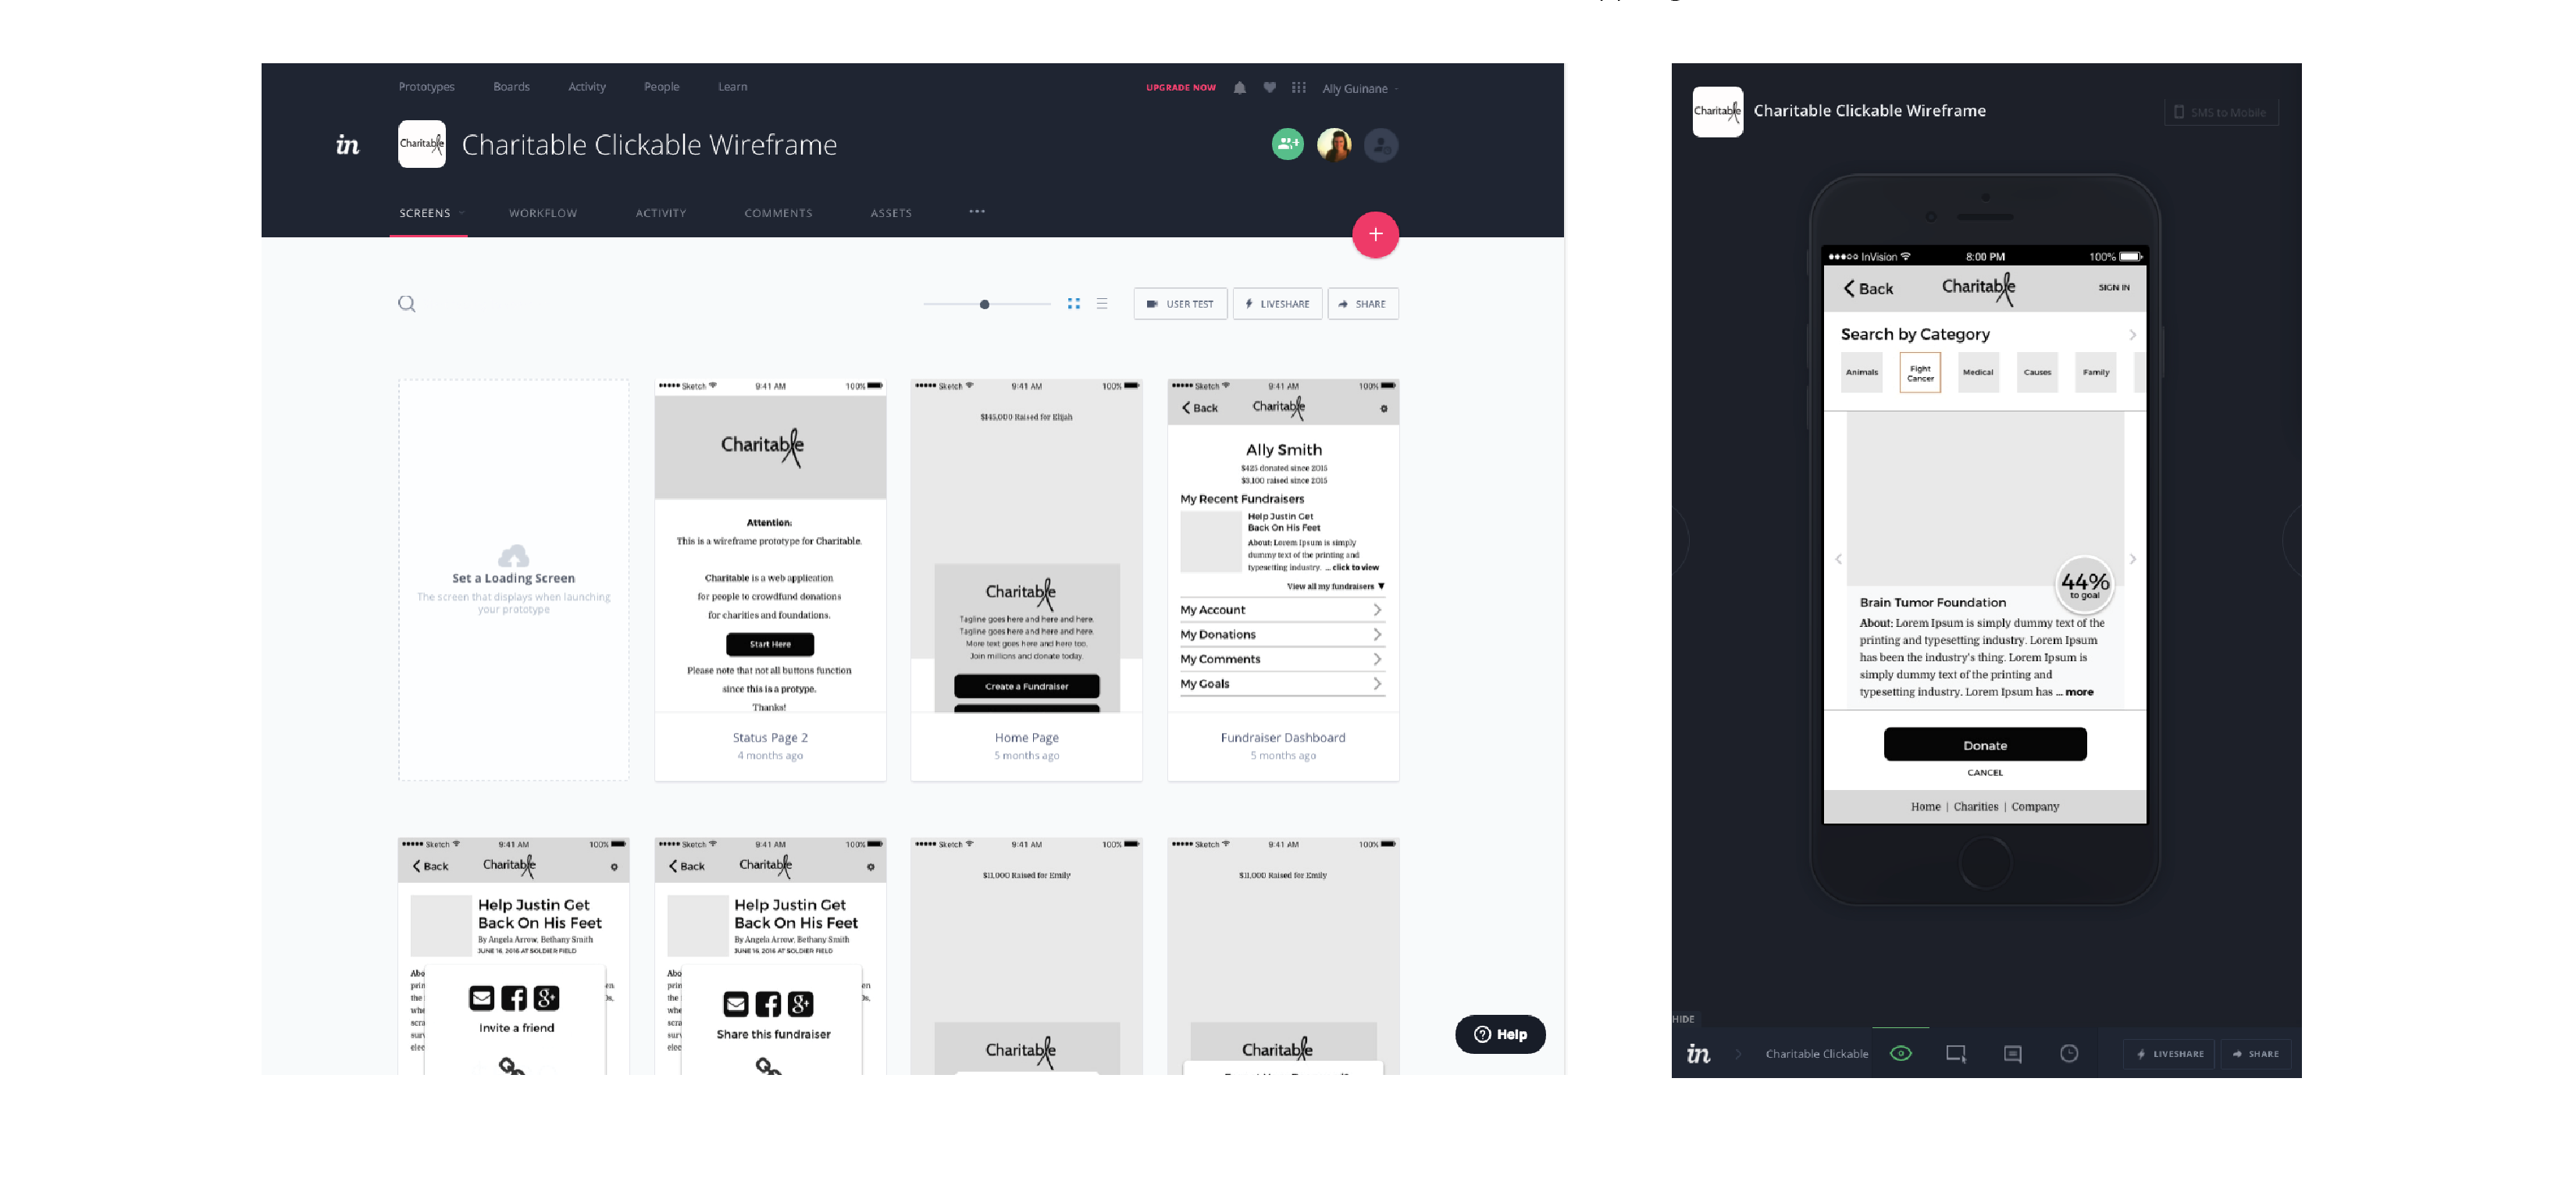 Prototypes Boards Activity People Learn
UPGRADE NOW Ally Guinane
in Charitable Charitable Clickable Wireframe
SCREENS WORKFLOW ACTIVITY COMMENTS ASSETS
USER TEST LIVESHARE SHARE
Set a Loading Screen
The screen that displays when launching
your prototype
Sketch 9:41 AM 100%
Charitable
Attention:
This is a wireframe prototype for Charitable.
Charitable is a web application
for people to crowdfund donations
for charities and foundations.
Start Here
Please note that not all buttons function
since this is a protype.
Thanks!
Status Page 2
4 months ago
Sketch 9:41 AM 100%
$145,000 Raised for Elijah
Charitable
Tagline goes here and here and here.
Tagline goes here and here and here.
More text goes here and here too.
Join millions and donate today.
Create a Fundraiser
Home Page
5 months ago
Sketch 9:41 AM 100%
Back Charitable
Ally Smith
$425 donated since 2015
$3,100 raised since 2015
My Recent Fundraisers
Help Justin Get
Back On His Feet
About: Lorem Ipsum is simply
dummy text of the printing and
typesetting industry. ... click to view
View all my fundraisers ▼
My Account
My Donations
My Comments
My Goals
Fundraiser Dashboard
5 months ago
Sketch 9:41 AM 100%
Back Charitable
Help Justin Get
Back On His Feet
By Angela Arrow, Bethany Smith
JUNE 16, 2016 AT SOLDIER FIELD
Invite a friend
Sketch 9:41 AM 100%
Back Charitable
Help Justin Get
Back On His Feet
By Angela Arrow, Bethany Smith
JUNE 16, 2016 AT SOLDIER FIELD
Share this fundraiser
Sketch 9:41 AM 100%
$11,000 Raised for Emily
Charitable
Sketch 9:41 AM 100%
$11,000 Raised for Emily
Charitable
Help
Charitable Charitable Clickable Wireframe
SMS to Mobile
InVision 8:00 PM 100%
Back Charitable SIGN IN
Search by Category
Animals Fight Cancer Medical Causes Family
44%
to goal
Brain Tumor Foundation
About: Lorem Ipsum is simply dummy text of the
printing and typesetting industry. Lorem Ipsum
has been the industry's thing. Lorem Ipsum is
simply dummy text of the printing and
typesetting industry. Lorem Ipsum has ... more
Donate
CANCEL
Home | Charities | Company
HIDE
in Charitable Clickable LIVESHARE SHARE